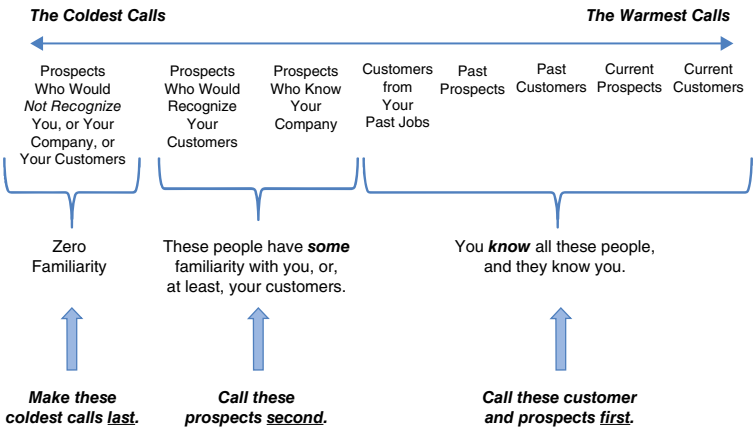 The Coldest Calls
The Warmest Calls
Prospects
Who Would
Not Recognize
You, or Your
Company, or
Your Customers
Prospects
Who Would
Recognize
Your
Customers
Prospects
Who Know
Your
Company
Customers
from
Your
Past Jobs
Past
Prospects
Past
Customers
Current
Prospects
Current
Customers
Zero
Familiarity
These people have some
familiarity with you, or,
at least, your customers.
You know all these people,
and they know you.
Make these
coldest calls last.
Call these
prospects second.
Call these customer
and prospects first.